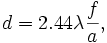 d = 2.44λ f/a,